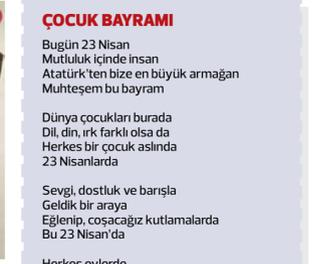 ÇOCUK BAYRAMI
Bugün 23 Nisan
Mutluluk içinde insan
Atatürk'ten bize en büyük armağan
Muhteşem bu bayram
Dünya çocukları burada
Dil, din, ırk farklı olsa da
Herkes bir çocuk aslında
23 Nisanlarda
Sevgi, dostluk ve barışla
Geldik bir araya
Eğlenip, coşacağız kutlamalarda
Bu 23 Nisan'da
Herkes evlerde